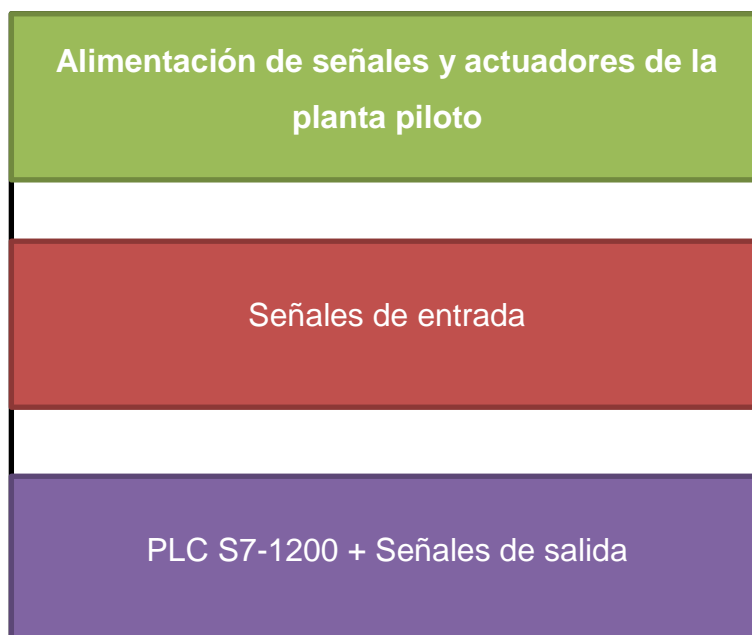 Alimentación de señales y actuadores de la
planta piloto
Señales de entrada
PLC S7-1200 + Señales de salida